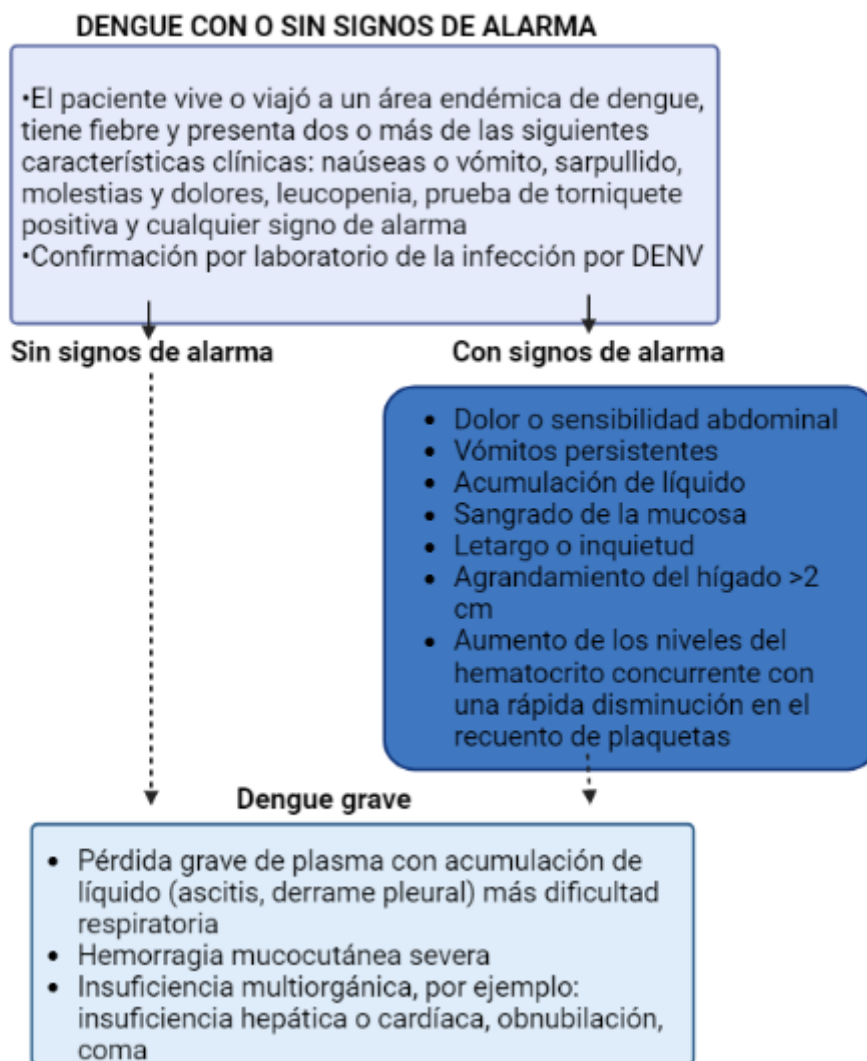 DENGUE CON O SIN SIGNOS DE ALARMA
•El paciente vive o viajó a un área endémica de dengue,
tiene fiebre y presenta dos o más de las siguientes
características clínicas: naúseas o vómito, sarpullido,
molestias y dolores, leucopenia, prueba de torniquete
positiva y cualquier signo de alarma
•Confirmación por laboratorio de la infección por DENV
Sin signos de alarma
Con signos de alarma
• Dolor o sensibilidad abdominal
• Vómitos persistentes
• Acumulación de líquido
• Sangrado de la mucosa
• Letargo o inquietud
• Agrandamiento del hígado >2
cm
• Aumento de los niveles del
hematocrito concurrente con
una rápida disminución en el
recuento de plaquetas
Dengue grave
• Pérdida grave de plasma con acumulación de
líquido (ascitis, derrame pleural) más dificultad
respiratoria
• Hemorragia mucocutánea severa
• Insuficiencia multiorgánica, por ejemplo:
insuficiencia hepática o cardíaca, obnubilación,
coma